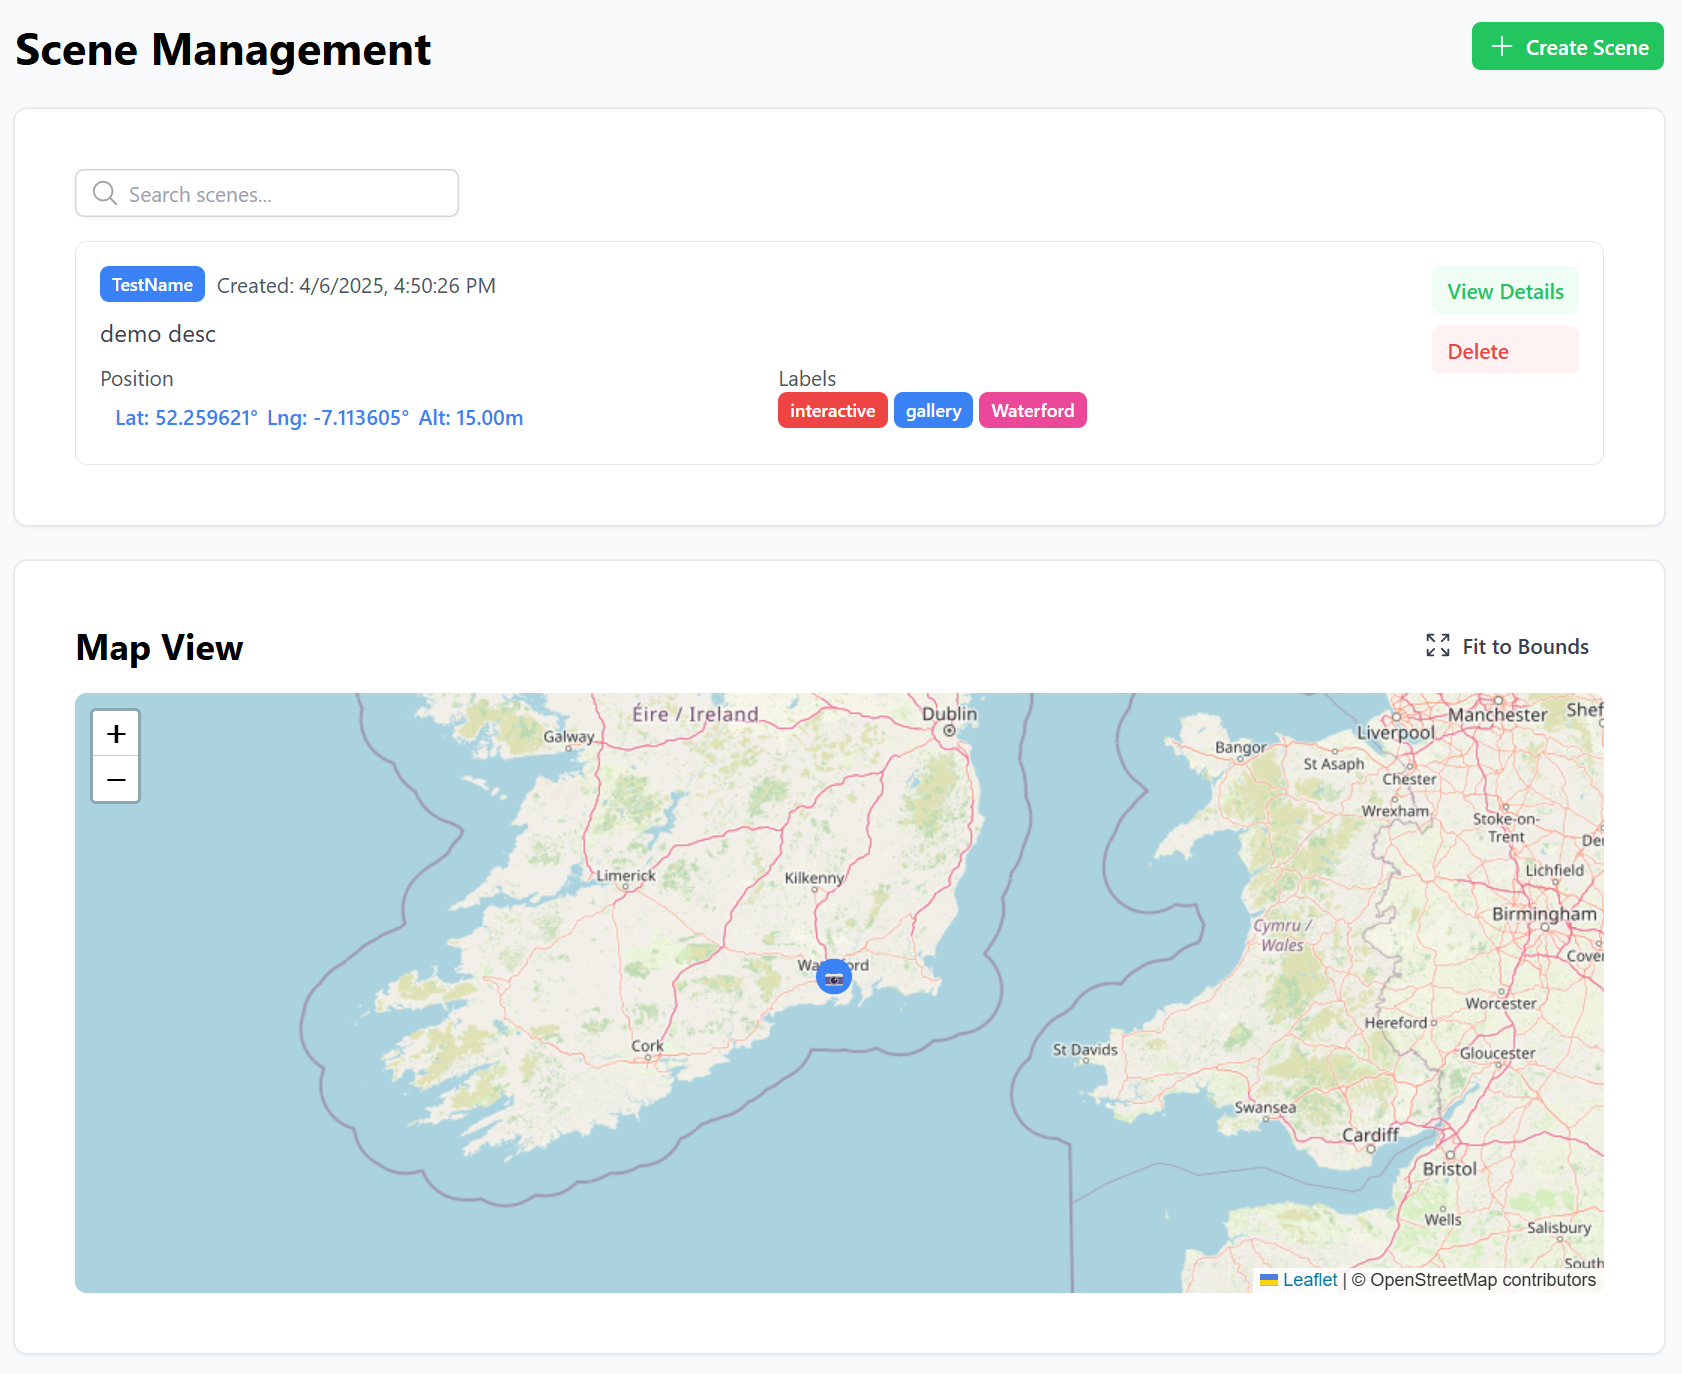 Scene Management
Create Scene
Search scenes...
TestName Created: 4/6/2025, 4:50:26 PM
View Details
demo desc
Delete
Position
Labels
Lat: 52.259621° Lng: -7.113605° Alt: 15.00m
interactive gallery Waterford
Map View
Fit to Bounds
+
−
Éire / Ireland
Dublin
Galway
Manchester
Shef
Liverpool
Bangor
St Asaph
Chester
Wrexham
Stoke-on-
Trent
Der
Limerick
Kilkenny
Lichfield
Birmingham
Cymru /
Wales
Cover
Wa ord
Worcester
Hereford
Cork
St Davids
Gloucester
Swansea
Cardiff
Bristol
Wells
Salisbury
South
Leaflet | © OpenStreetMap contributors